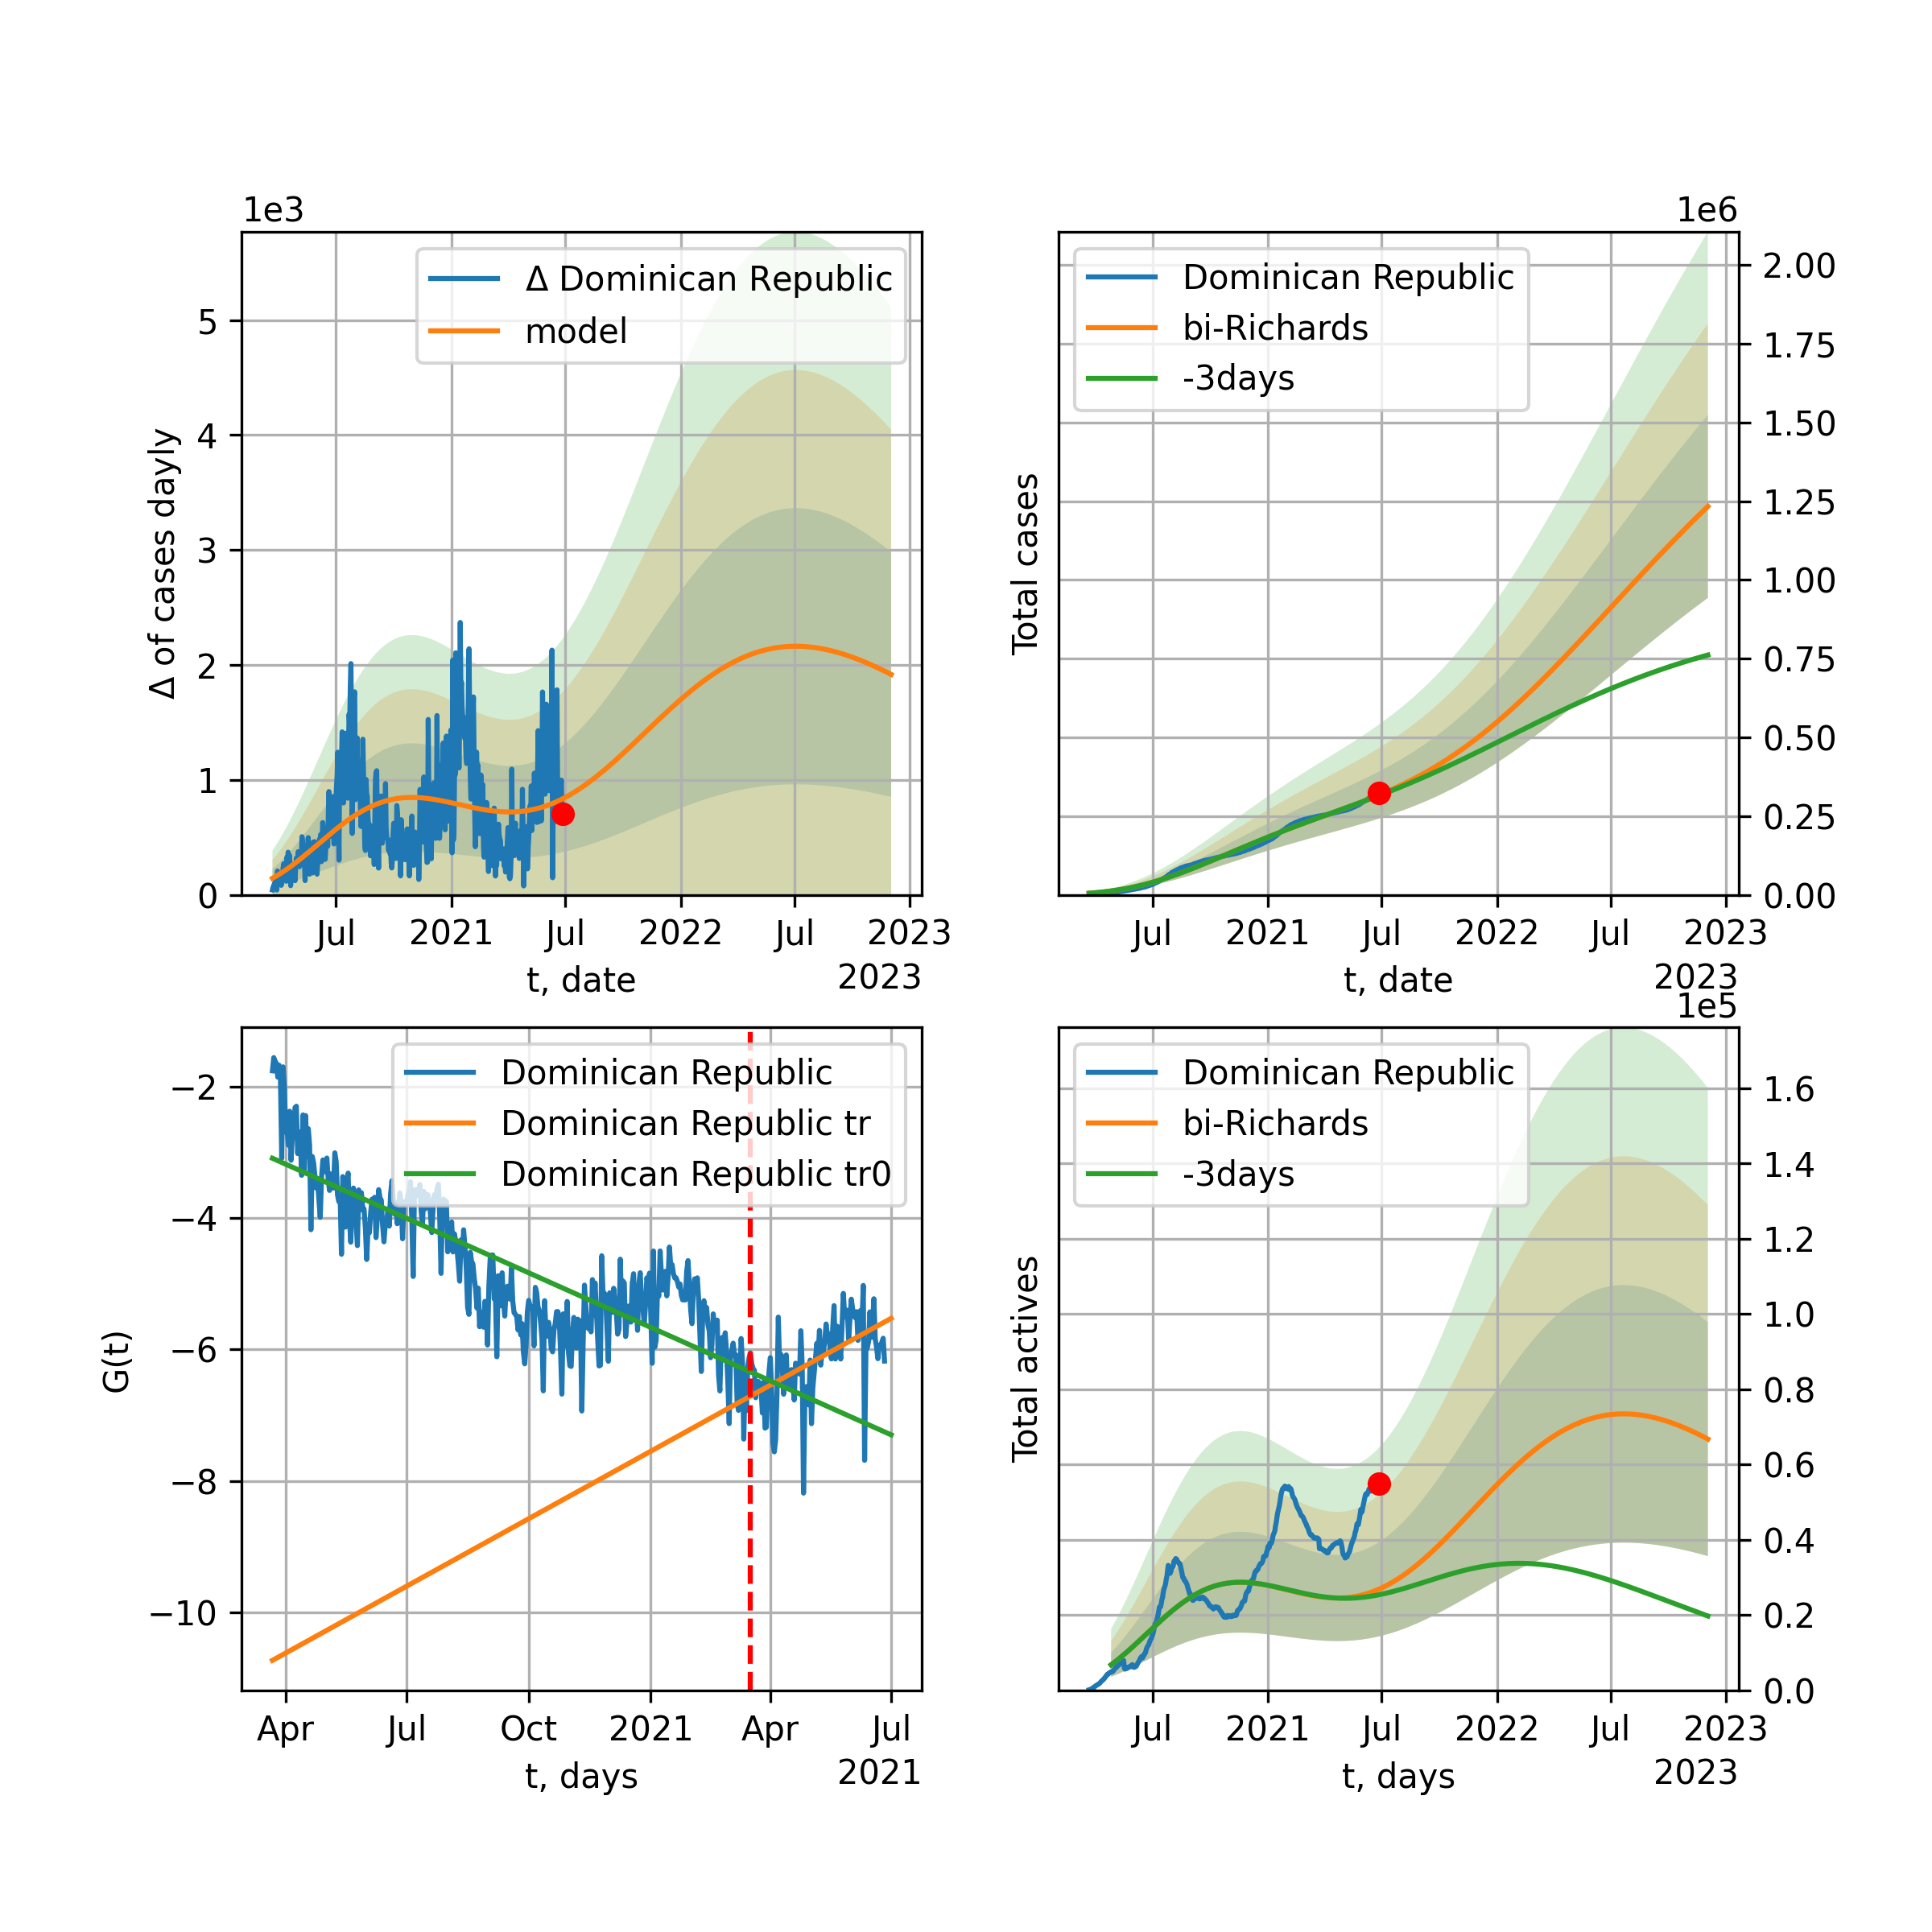 1e3
Δ Dominican Republic
model
5
4
3
2
1
0
Δ of cases dayly
Jul 2021 Jul 2022 Jul 2023
t, date 2023
1e6
Dominican Republic
bi-Richards
-3days
2.00
1.75
1.50
1.25
1.00
0.75
0.50
0.25
0.00
Total cases
Jul 2021 Jul 2022 Jul 2023
t, date 2023
Dominican Republic
Dominican Republic tr
Dominican Republic tr0
−2
−4
−6
−8
−10
G(t)
Apr Jul Oct 2021 Apr Jul
t, days 2021
1e5
Dominican Republic
bi-Richards
-3days
1.6
1.4
1.2
1.0
0.8
0.6
0.4
0.2
0.0
Total actives
Jul 2021 Jul 2022 Jul 2023
t, days 2023